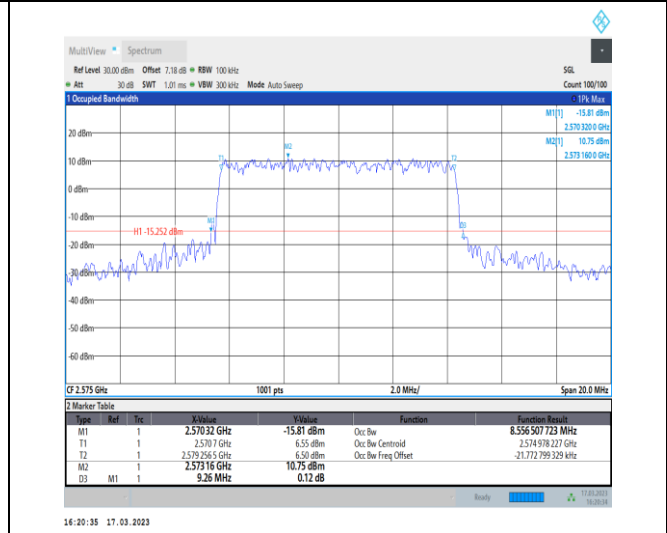 MultiView Spectrum
Ref Level 30.00 dBm Offset 7.18 dB RBW 100 kHz SGL
Att 30 dB SWT 1.01 ms VBW 300 kHz Mode Auto Sweep Count 100/100
1 Occupied Bandwidth 1Pk Max
M1[1] -15.81 dBm
2.570 320 0 GHz
M2[1] 10.75 dBm
2.573 160 0 GHz
20 dBm
M2
T1 T2
10 dBm
0 dBm
-10 dBm
M1
D3
H1 -15.252 dBm
-20 dBm
-30 dBm
-40 dBm
-50 dBm
-60 dBm
CF 2.575 GHz 1001 pts 2.0 MHz/ Span 20.0 MHz
2 Marker Table
Type Ref Trc X-Value Y-Value Function Function Result
M1 1 2.57032 GHz -15.81 dBm Occ Bw 8.556 507 723 MHz
T1 1 2.5707 GHz 6.55 dBm Occ Bw Centroid 2.574 978 227 GHz
T2 1 2.579 256 5 GHz 6.50 dBm Occ Bw Freq Offset -21.772 799 329 kHz
M2 1 2.57316 GHz 10.75 dBm
D3 M1 1 9.26 MHz 0.12 dB
Ready 17.03.2023
16:20:34
16:20:35 17.03.2023